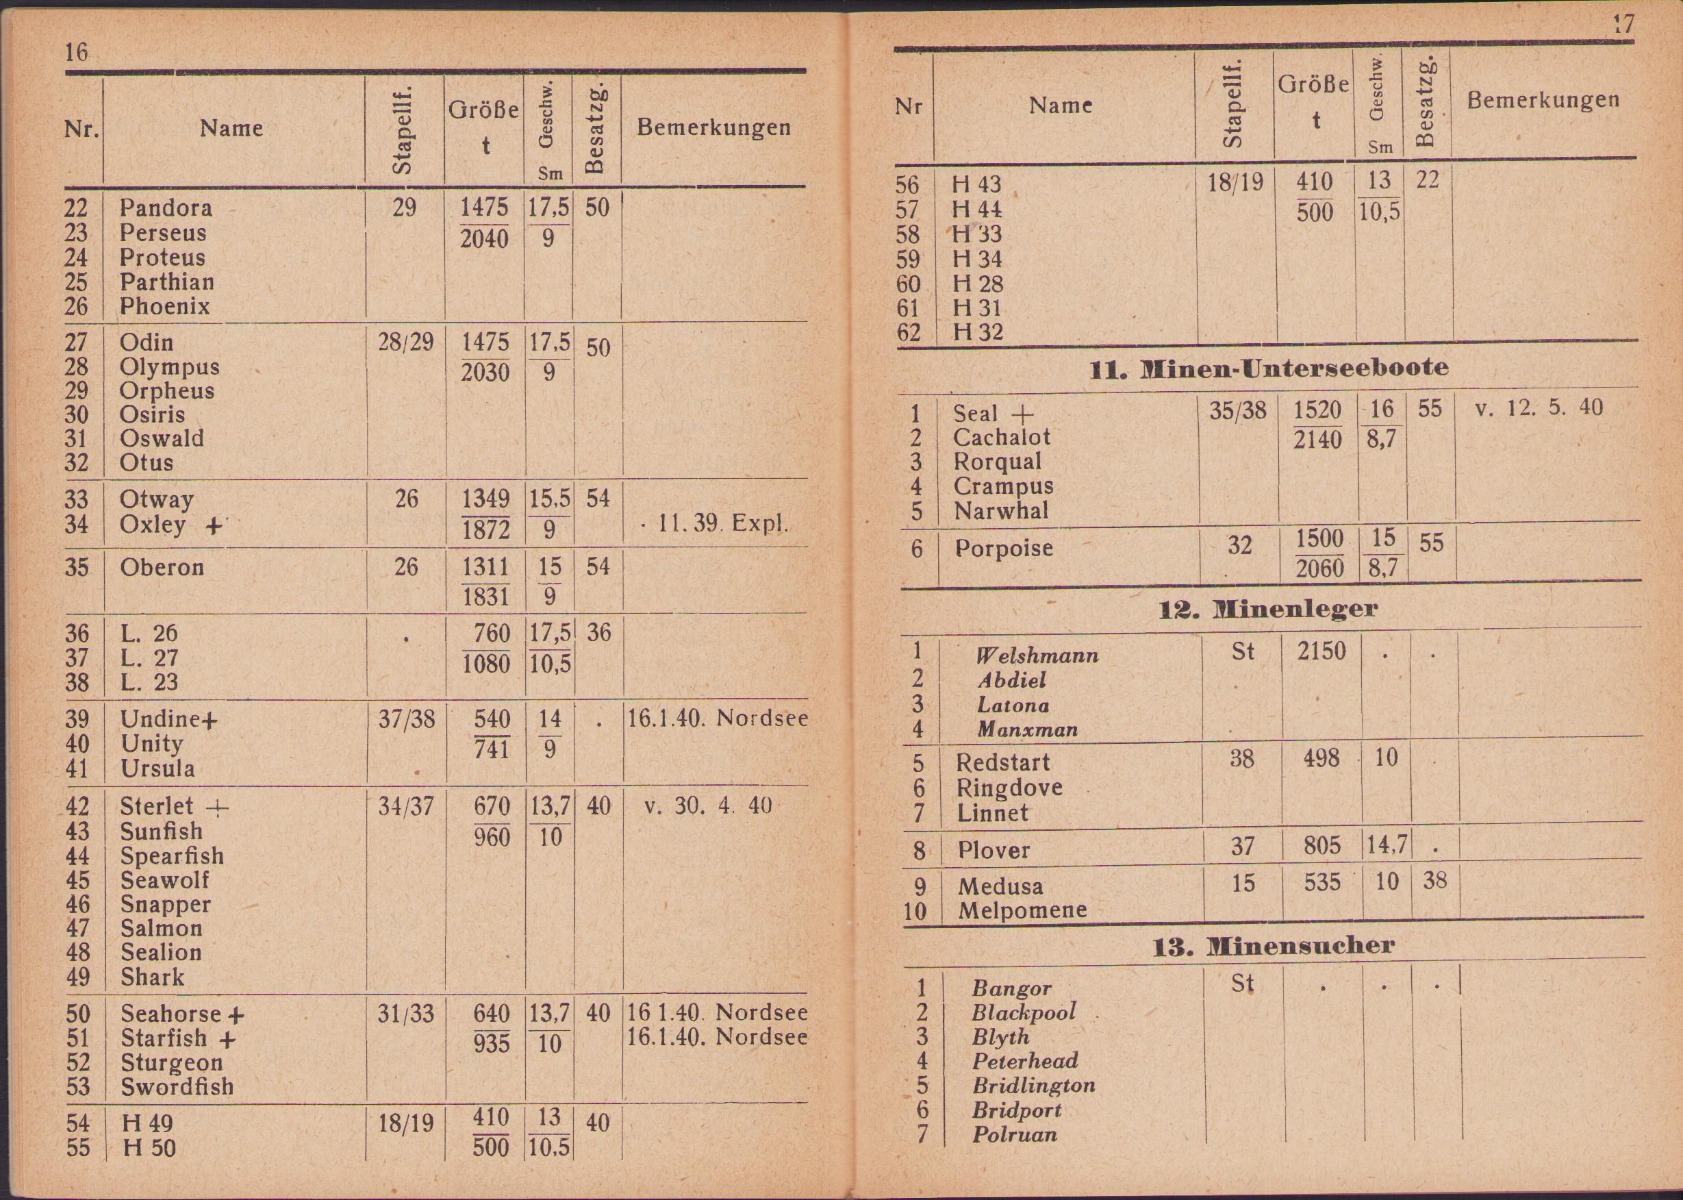 16
Nr. Name Stapellf. Größe t Geschw. Sm Besatzg. Bemerkungen
22 Pandora 29 1475 17,5 50
23 Perseus 2040 9
24 Proteus
25 Parthian
26 Phoenix
27 Odin 28/29 1475 17,5 50
28 Olympus 2030 9
29 Orpheus
30 Osiris
31 Oswald
32 Otus
33 Otway 26 1349 15,5 54
34 Oxley + 1872 9 · 11.39. Expl.
35 Oberon 26 1311 15 54
1831 9
36 L. 26 . 760 17,5 36
37 L. 27 1080 10,5
38 L. 23
39 Undine+ 37/38 540 14 . 16.1.40. Nordsee
40 Unity 741 9
41 Ursula
42 Sterlet + 34/37 670 13,7 40 v. 30. 4. 40
43 Sunfish 960 10
44 Spearfish
45 Seawolf
46 Snapper
47 Salmon
48 Sealion
49 Shark
50 Seahorse + 31/33 640 13,7 40 16 1.40. Nordsee
51 Starfish + 935 10 16.1.40. Nordsee
52 Sturgeon
53 Swordfish
54 H 49 18/19 410 13 40
55 H 50 500 10,5
17
Nr Name Stapellf. Größe t Geschw. Sm Besatzg. Bemerkungen
56 H 43 18/19 410 13 22
57 H 44 500 10,5
58 H 33
59 H 34
60 H 28
61 H 31
62 H 32
11. Minen-Unterseeboote
1 Seal + 35/38 1520 16 55 v. 12. 5. 40
2 Cachalot 2140 8,7
3 Rorqual
4 Crampus
5 Narwhal
6 Porpoise 32 1500 15 55
2060 8,7
12. Minenleger
1 Welshmann St 2150 . .
2 Abdiel
3 Latona
4 Manxman
5 Redstart 38 498 10
6 Ringdove
7 Linnet
8 Plover 37 805 14,7 .
9 Medusa 15 535 10 38
10 Melpomene
13. Minensucher
1 Bangor St . . .
2 Blackpool
3 Blyth
4 Peterhead
5 Bridlington
6 Bridport
7 Polruan